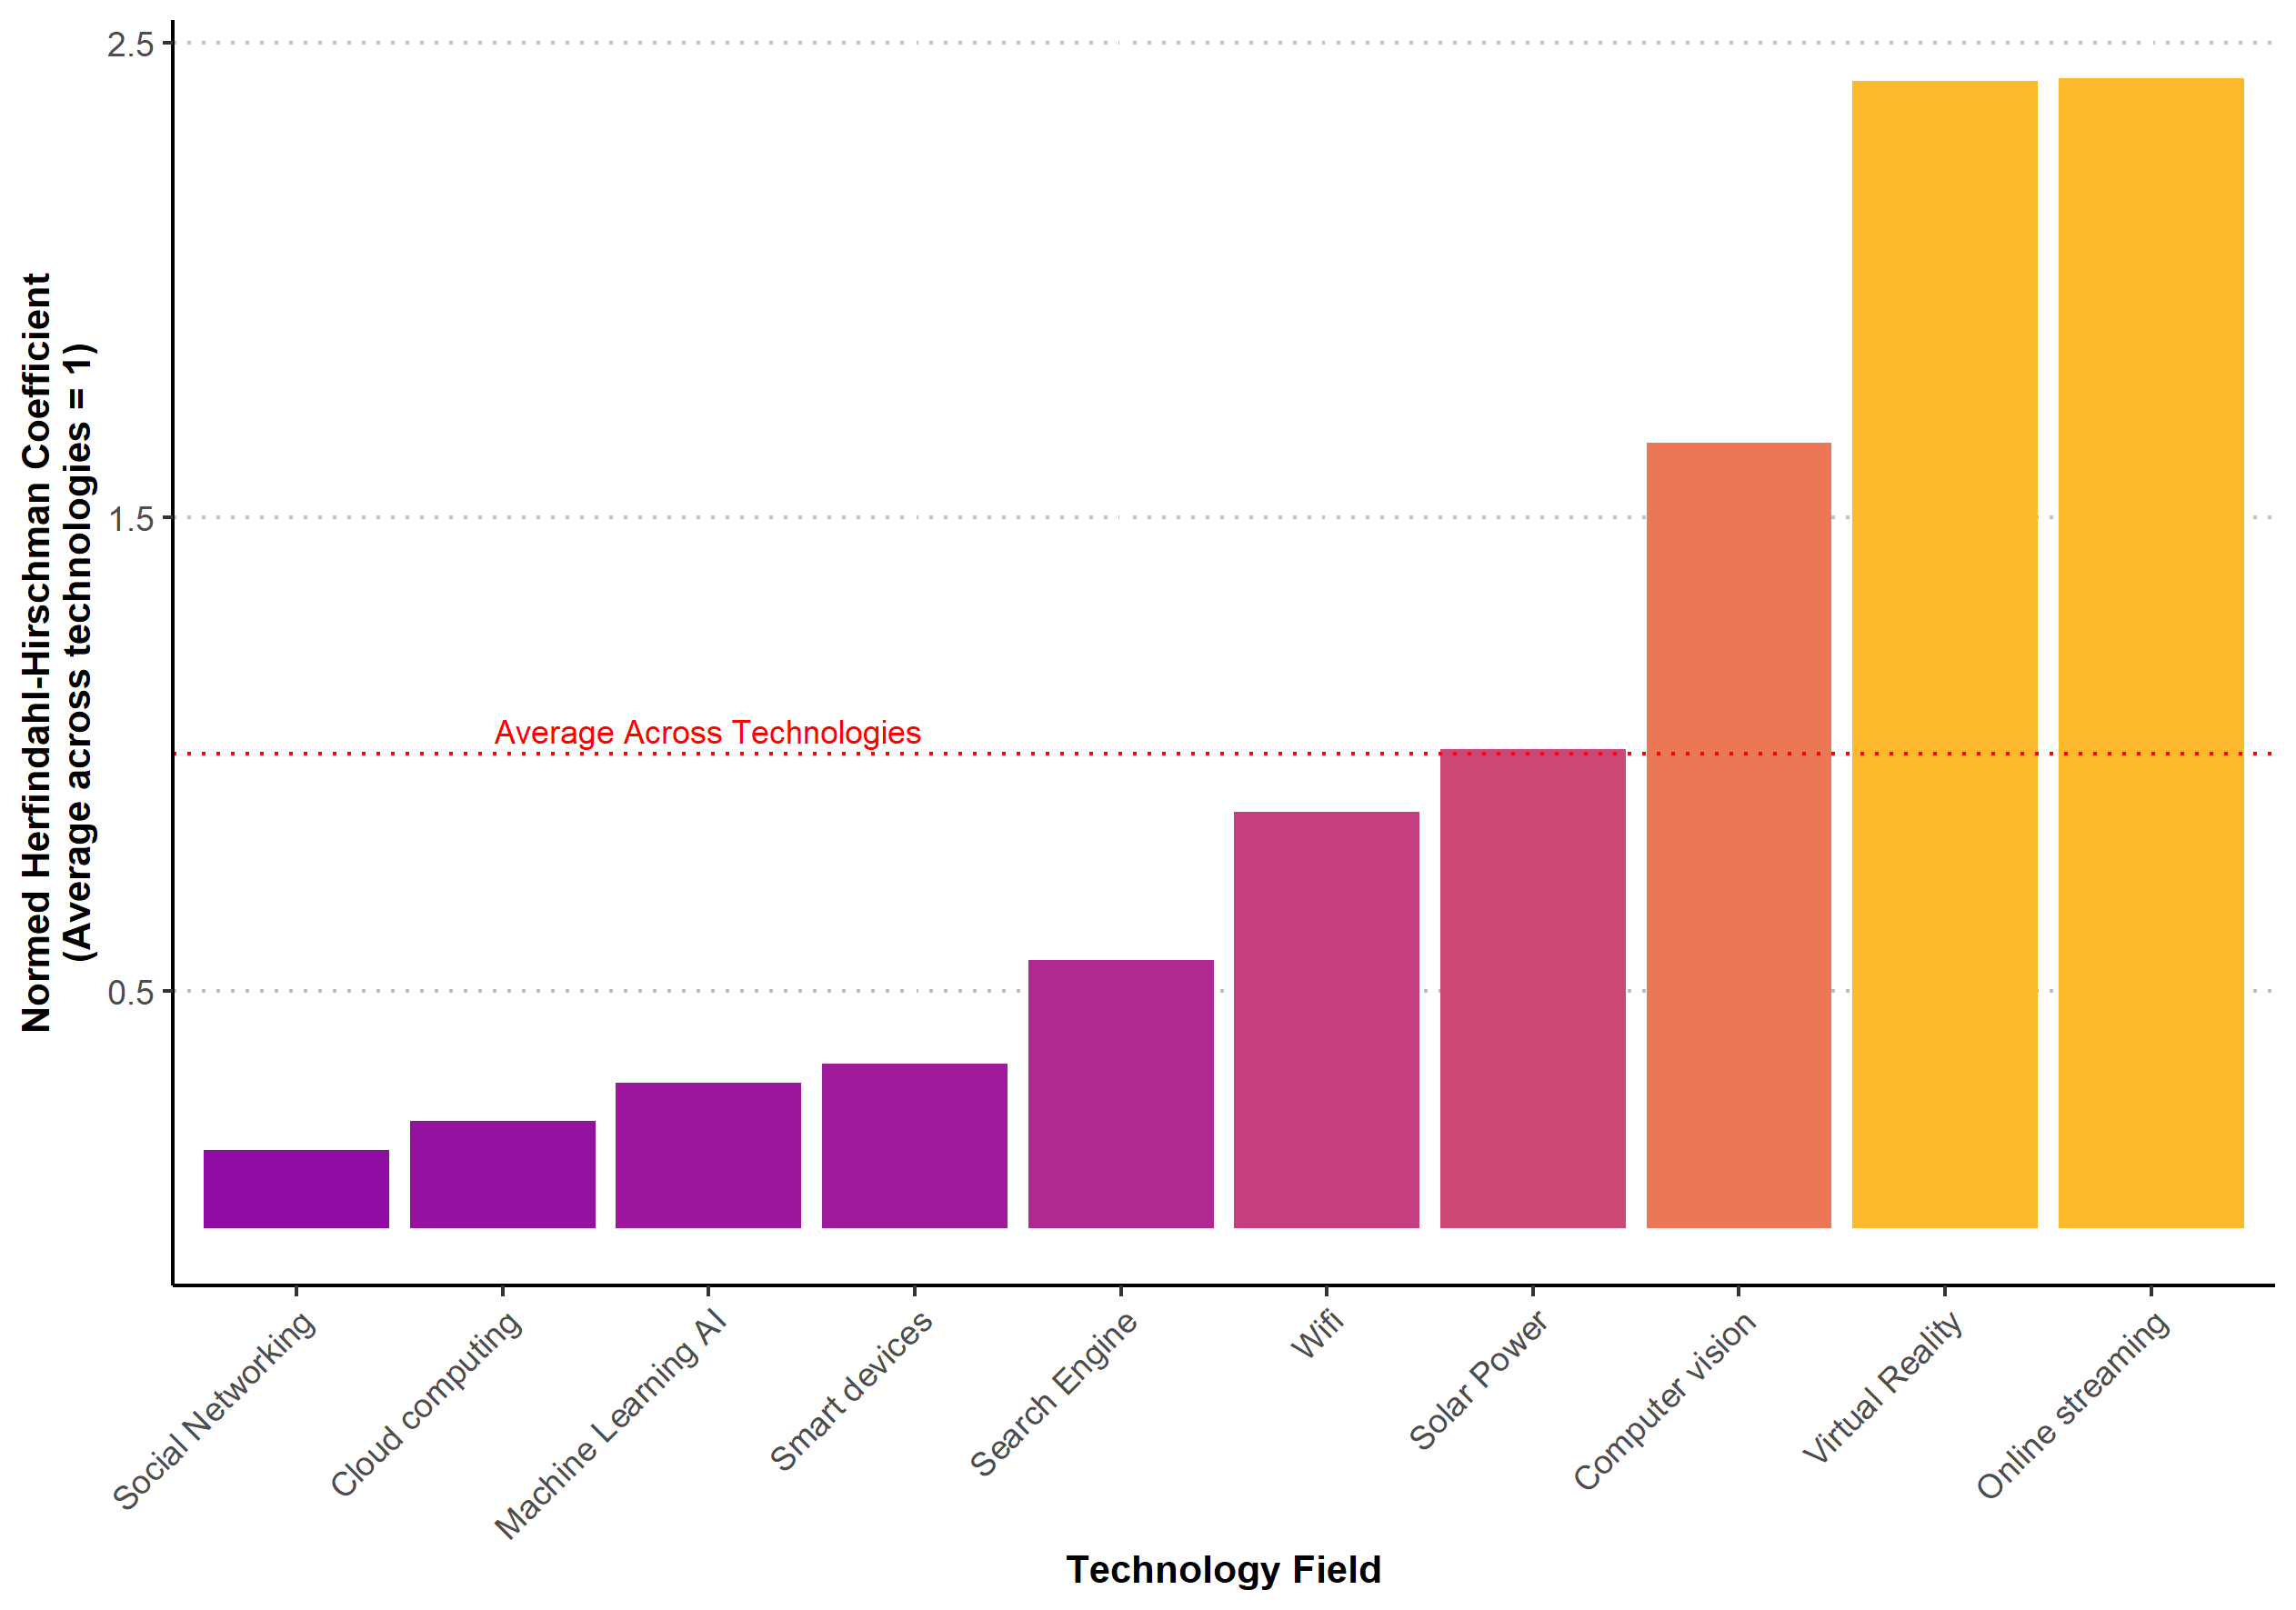 Normed Herfindahl-Hirschman Coefficient
(Average across technologies = 1)
2.5
1.5
0.5
Average Across Technologies
Social Networking
Cloud computing
Machine Learning AI
Smart devices
Search Engine
Wifi
Solar Power
Computer vision
Virtual Reality
Online streaming
Technology Field